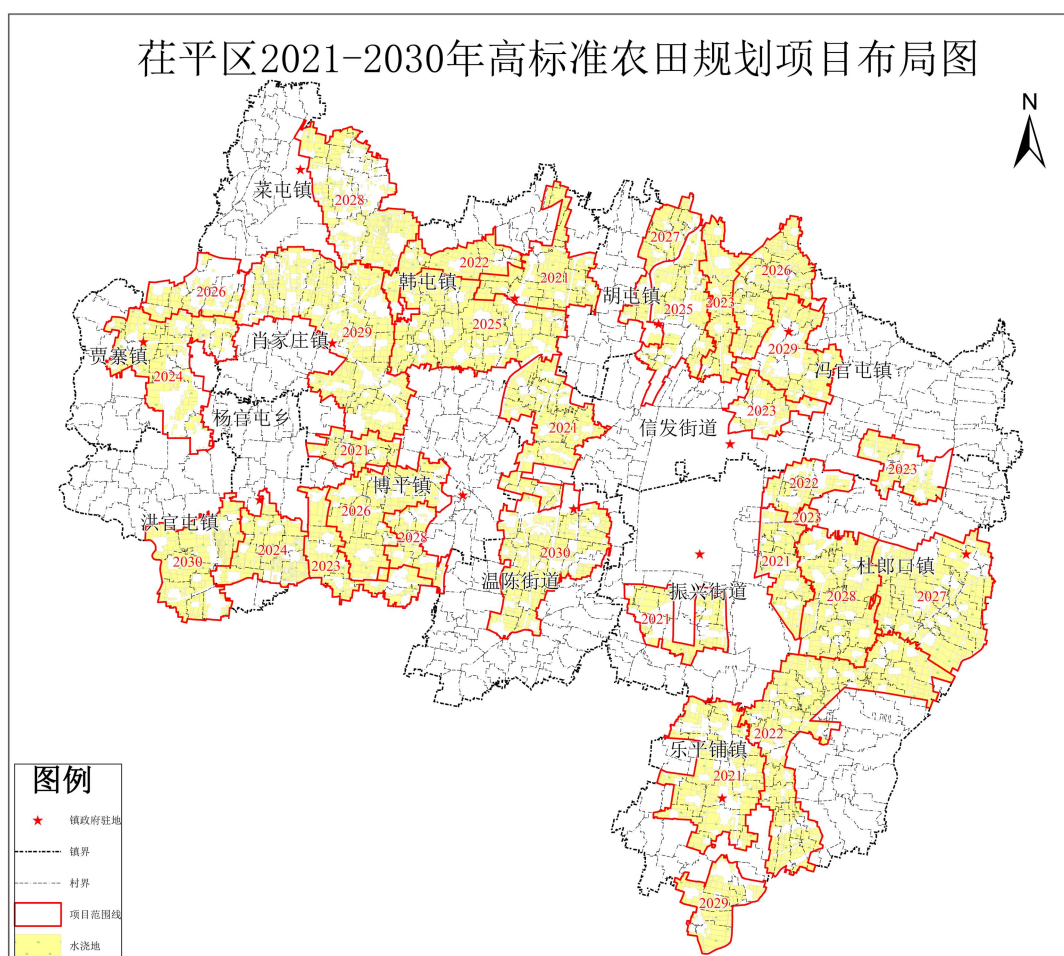 茌平区2021-2030年高标准农田规划项目布局图
N
菜屯镇
2028
2027
韩屯镇
2022
2021
2026
2026
胡屯镇
2023
2025
2025
2029
肖家庄镇
2029
贾寨镇
2024
冯官屯镇
杨官屯乡
2023
信发街道
2021
2021
2023
博平镇
2022
2026
2023
洪官屯镇
2028
2030
2024
2023
2030
2021
杜郎口镇
温陈街道
振兴街道
2028
2027
2021
2022
乐平铺镇
2021
2029
图例
镇政府驻地
镇界
村界
项目范围线
水浇地